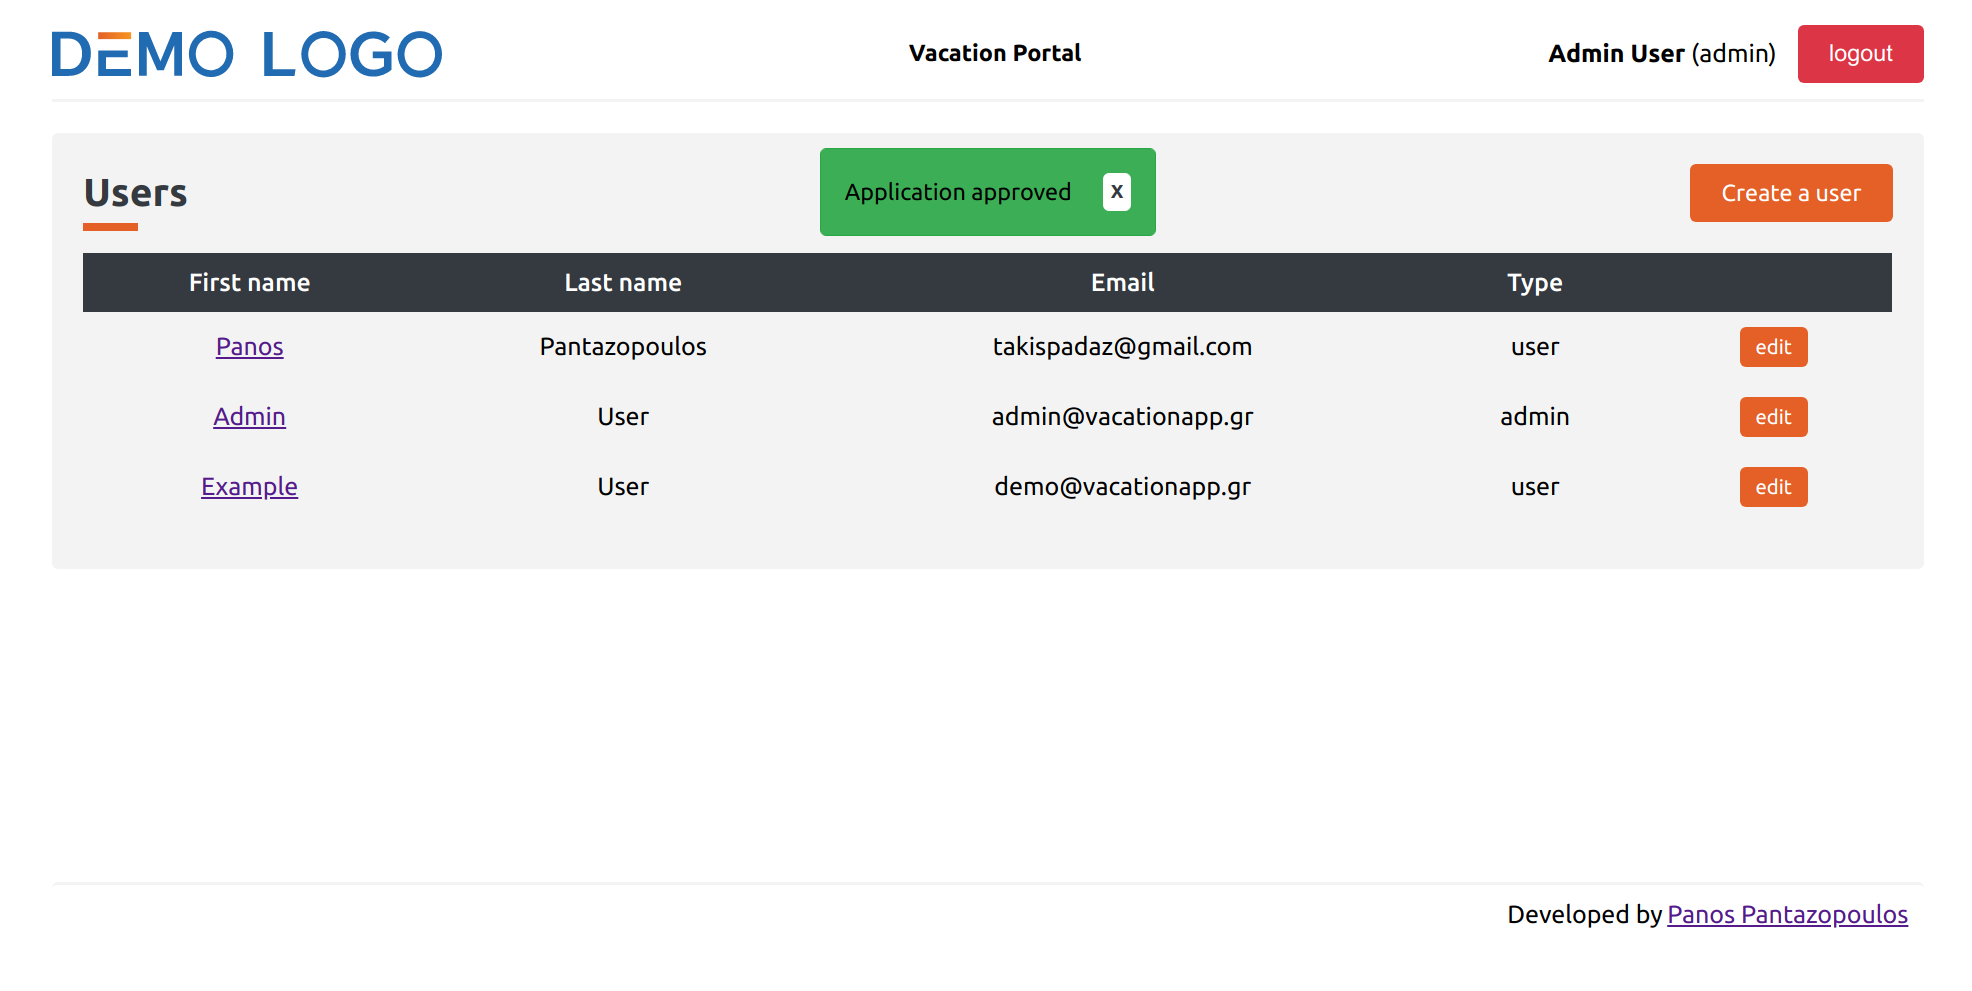 DEMO LOGO
Vacation Portal
Admin User (admin)
logout
Users
Application approved
X
Create a user
First name Last name Email Type
Panos Pantazopoulos takispadaz@gmail.com user edit
Admin User admin@vacationapp.gr admin edit
Example User demo@vacationapp.gr user edit
Developed by Panos Pantazopoulos